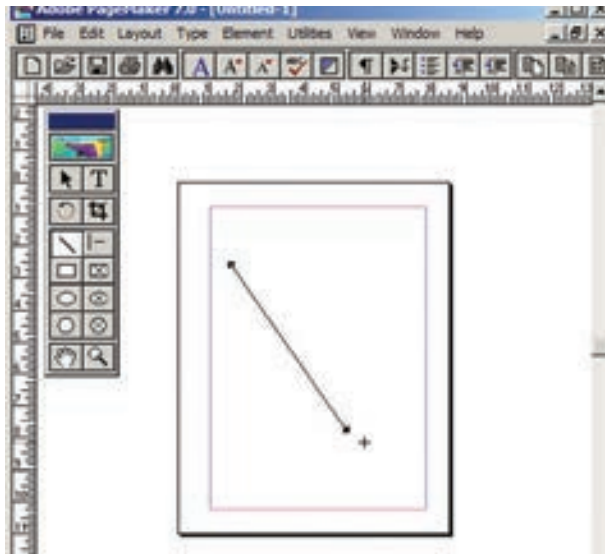 Adobe PageMaker 7.0 - [Untitled-1]
File Edit Layout Type Element Utilities View Window Help
T